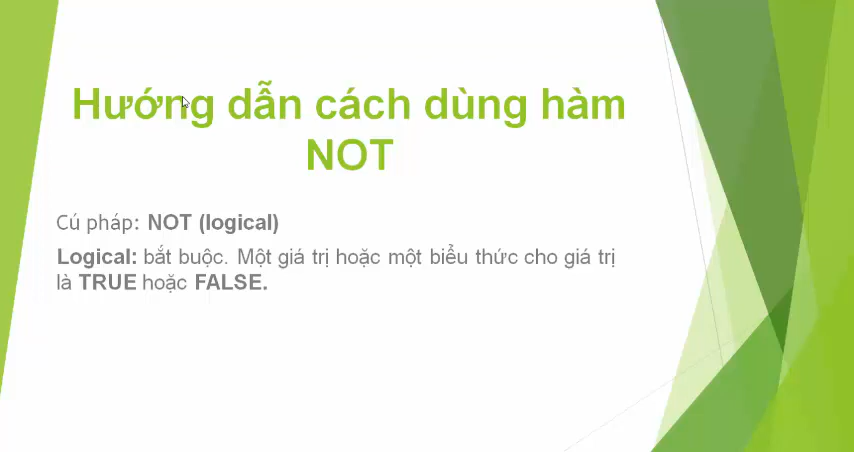 Hướng dẫn cách dùng hàm
NOT
Cú pháp: NOT (logical)
Logical: bắt buộc. Một giá trị hoặc một biểu thức cho giá trị
là TRUE hoặc FALSE.